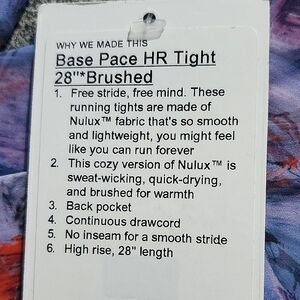 WHY WE MADE THIS
Base Pace HR Tight
28"*Brushed
1. Free stride, free mind. These
running tights are made of
Nulux™ fabric that's so smooth
and lightweight, you might feel
like you can run forever
2. This cozy version of Nulux™ is
sweat-wicking, quick-drying,
and brushed for warmth
3. Back pocket
4. Continuous drawcord
5. No inseam for a smooth stride
6. High rise, 28" length